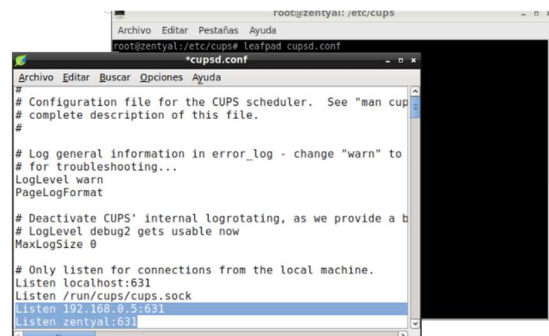 root@zentyal: /etc/cups
Archivo Editar Pestañas Ayuda
root@zentyal:/etc/cups# leafpad cupsd.conf
*cupsd.conf
Archivo Editar Buscar Opciones Ayuda
#
# Configuration file for the CUPS scheduler. See "man cup
# complete description of this file.
#
# Log general information in error_log - change "warn" to
# for troubleshooting...
LogLevel warn
PageLogFormat
# Deactivate CUPS' internal logrotating, as we provide a b
# LogLevel debug2 gets usable now
MaxLogSize 0
# Only listen for connections from the local machine.
Listen localhost:631
Listen /run/cups/cups.sock
Listen 192.168.0.5:631
Listen zentyal:631